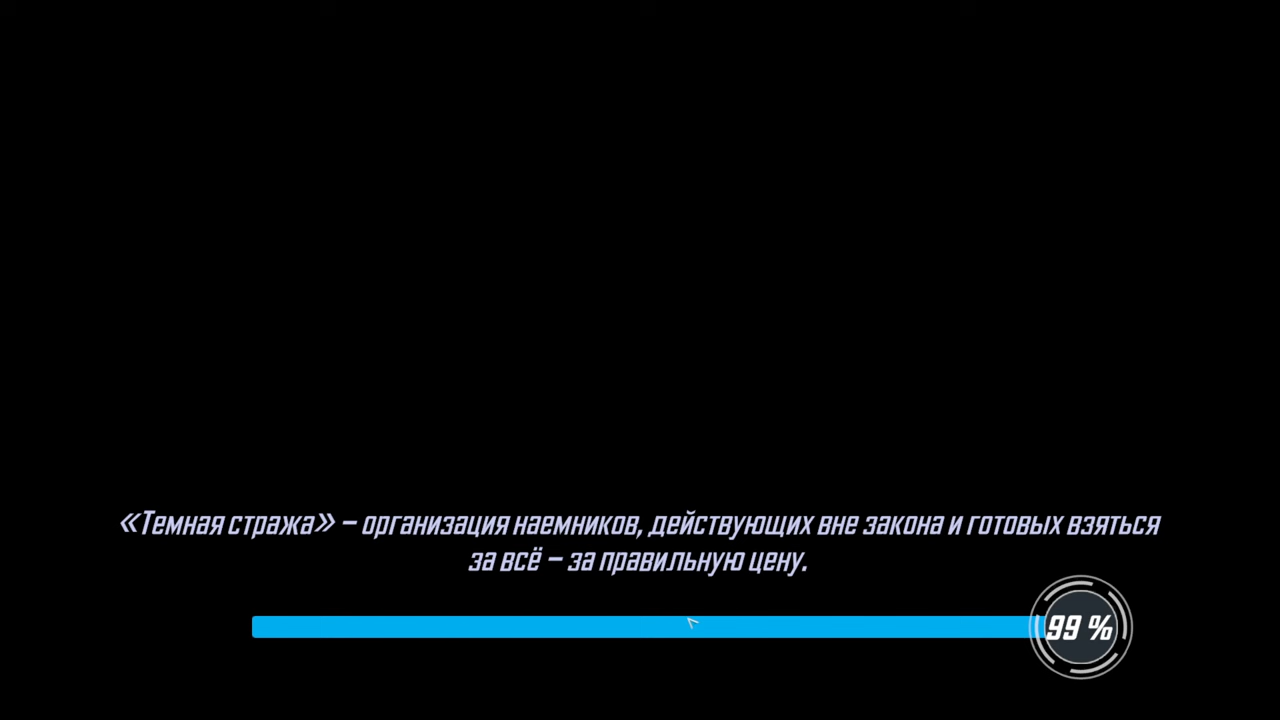 «Темная стража» – организация наемников, действующих вне закона и готовых взяться
за всё – за правильную цену.
99 %